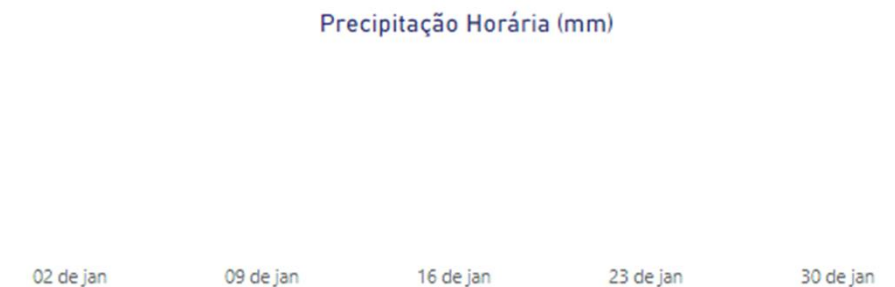 Precipitação Horária (mm)
02 de jan 09 de jan 16 de jan 23 de jan 30 de jan